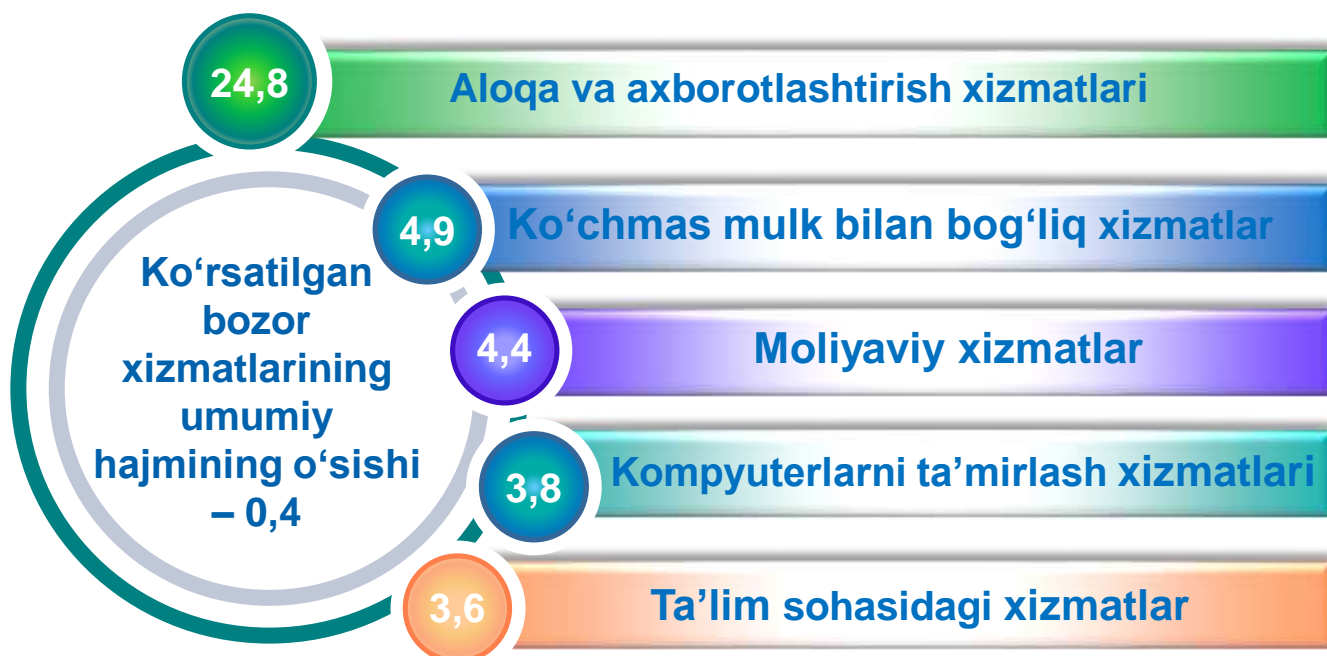 24,8
Aloqa va axborotlashtirish xizmatlari
4,9
Ko‘chmas mulk bilan bog‘liq xizmatlar
Ko‘rsatilgan
bozor
xizmatlarining
umumiy
hajmining o‘sishi
– 0,4
4,4
Moliyaviy xizmatlar
3,8
Kompyuterlarni ta’mirlash xizmatlari
3,6
Ta’lim sohasidagi xizmatlar